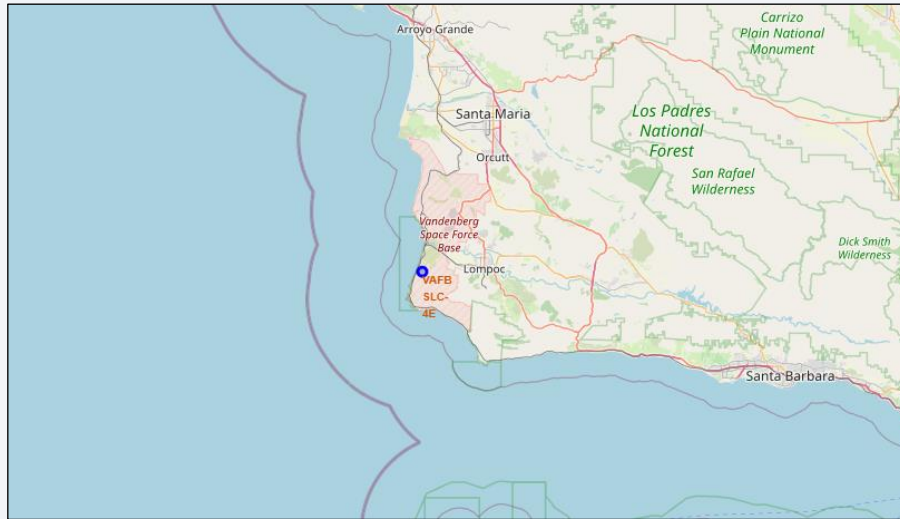 Arroyo Grande
Carrizo
Plain National
Monument
Santa Maria
Los Padres
National
Forest
Orcutt
San Rafael
Wilderness
Vandenberg
Space Force
Base
Dick Smith
Wilderness
Lompoc
VAFB
SLC-
4E
Santa Barbara